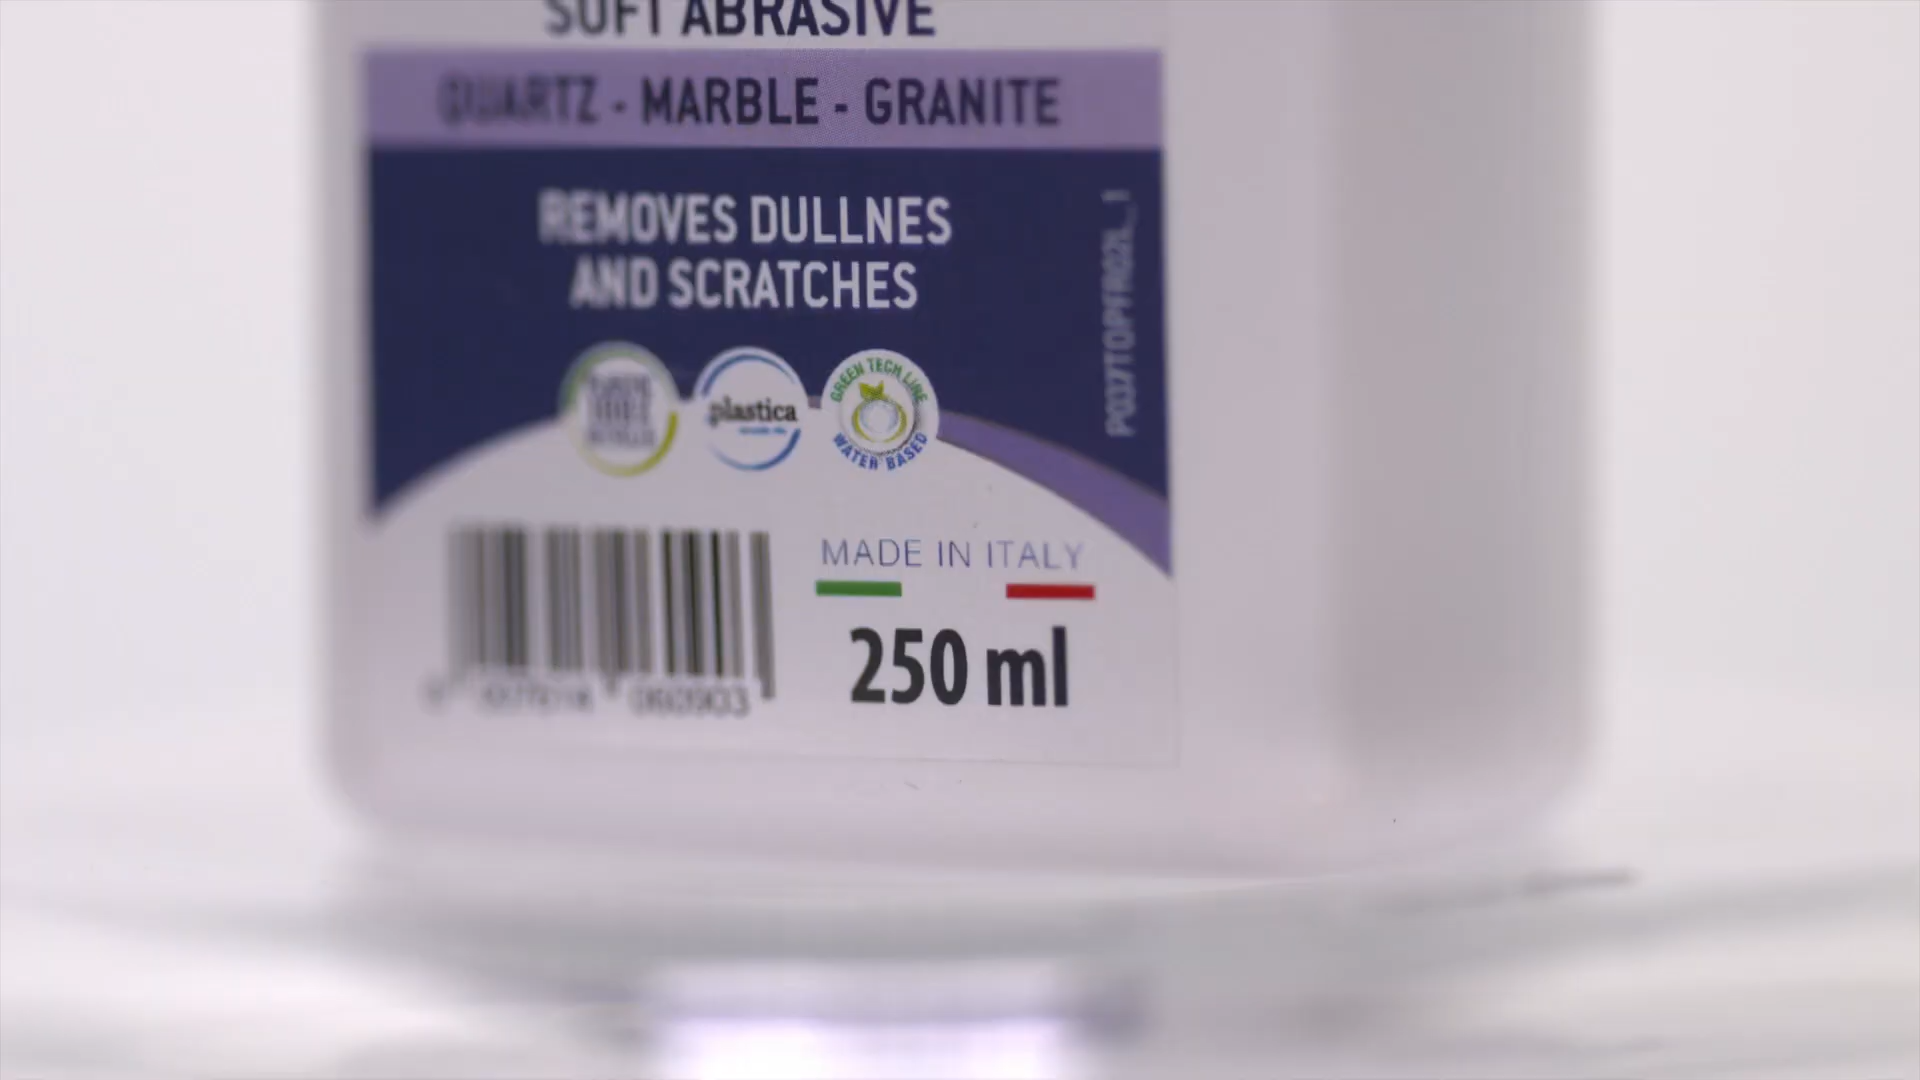 SOFT ABRASIVE
QUARTZ - MARBLE - GRANITE
REMOVES DULLNES
AND SCRATCHES
plastica
GREEN TECH LINE
WATER BASED
MADE IN ITALY
250 ml